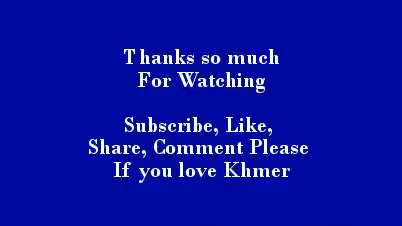 Thanks so much
For Watching
Subscribe, Like,
Share, Comment Please
If you love Khmer